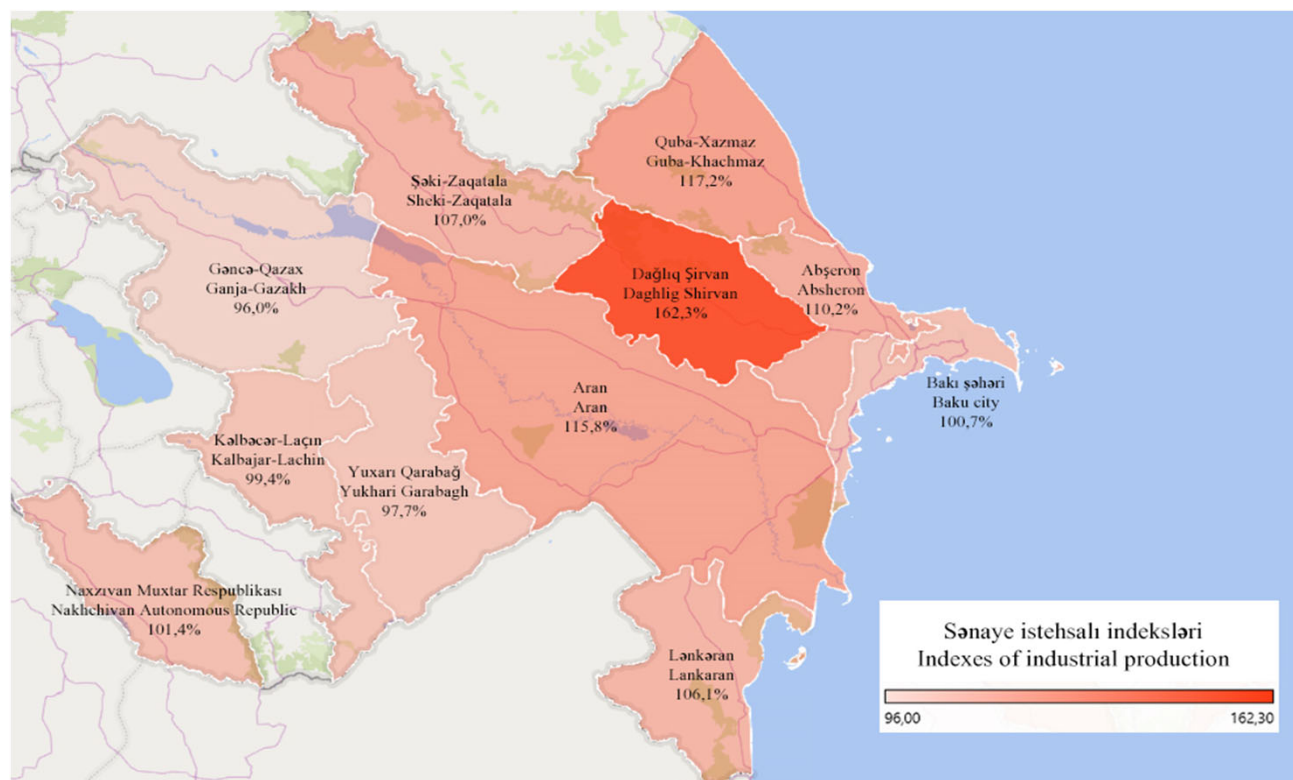 Quba-Xazmaz
Guba-Khachmaz
117,2%
Şəki-Zaqatala
Sheki-Zaqatala
107,0%
Gəncə-Qazax
Ganja-Gazakh
96,0%
Dağlıq Şirvan
Daghlig Shirvan
162,3%
Abşeron
Absheron
110,2%
Bakı şəhəri
Baku city
100,7%
Aran
Aran
115,8%
Kəlbəcər-Laçın
Kalbajar-Lachin
99,4%
Yuxarı Qarabağ
Yukhari Garabagh
97,7%
Naxzıvan Muxtar Respublikası
Nakhchivan Autonomous Republic
101,4%
Lənkəran
Lankaran
106,1%
Sənaye istehsalı indeksləri
Indexes of industrial production
96,00 162,30